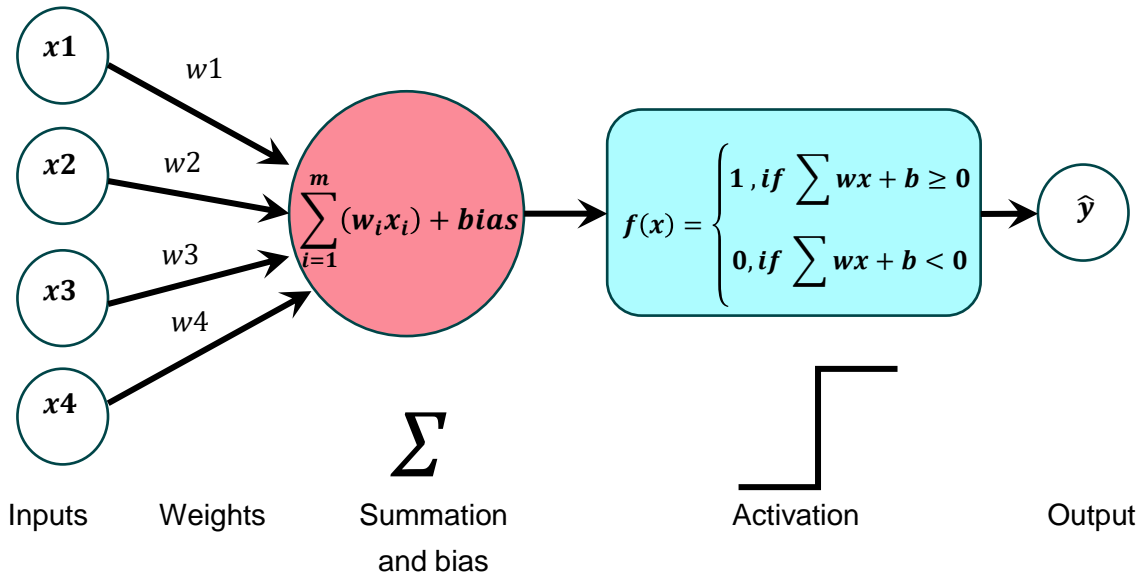 x1
w1
x2
w2
x3
w3
x4
w4
m
∑(wᵢxᵢ) + bias
i=1
1 , if ∑ wx + b ≥ 0
f(x) = {
0, if ∑ wx + b < 0
ŷ
∑
Inputs
Weights
Summation
and bias
Activation
Output